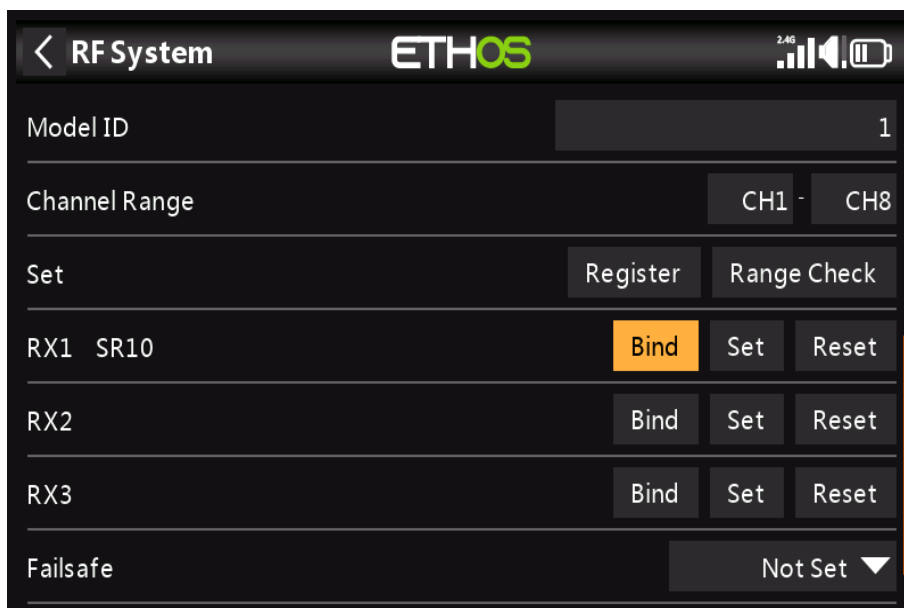 RF System ETHOS 2.4G
Model ID 1
Channel Range CH1 - CH8
Set Register Range Check
RX1 SR10 Bind Set Reset
RX2 Bind Set Reset
RX3 Bind Set Reset
Failsafe Not Set